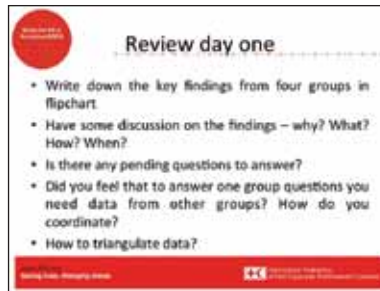 Review day one
• Write down the key findings from four groups in
flipchart
• Have some discussion on the findings – why? What?
How? When?
• Is there any pending questions to answer?
• Did you feel that to answer one group questions you
need data from other groups? How do you
coordinate?
• How to triangulate data?